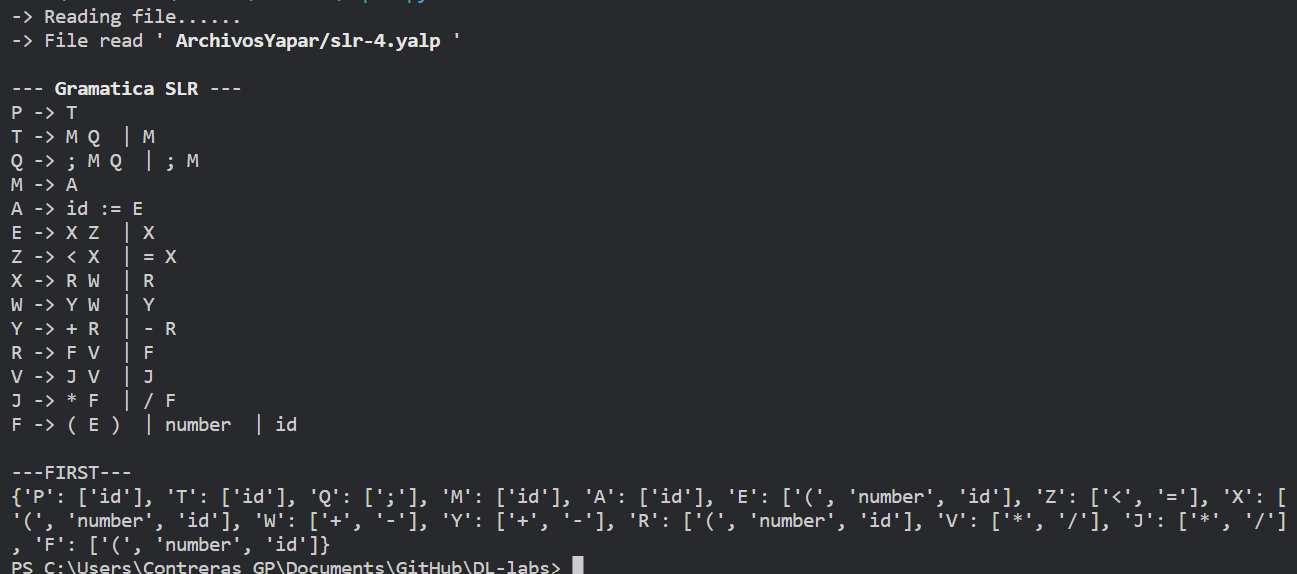 -> Reading file......
-> File read ' ArchivosYapar/slr-4.yalp '
--- Gramatica SLR ---
P -> T
T -> M Q  | M
Q -> ; M Q  | ; M
M -> A
A -> id := E
E -> X Z  | X
Z -> < X  | = X
X -> R W  | R
W -> Y W  | Y
Y -> + R  | - R
R -> F V  | F
V -> J V  | J
J -> * F  | / F
F -> ( E )  | number  | id
---FIRST---
{'P': ['id'], 'T': ['id'], 'Q': [';'], 'M': ['id'], 'A': ['id'], 'E': ['(', 'number', 'id'], 'Z': ['<', '='], 'X': [
'(', 'number', 'id'], 'W': ['+', '-'], 'Y': ['+', '-'], 'R': ['(', 'number', 'id'], 'V': ['*', '/'], 'J': ['*', '/']
, 'F': ['(', 'number', 'id']}
PS C:\Users\Contreras GP\Documents\GitHub\DL-labs>